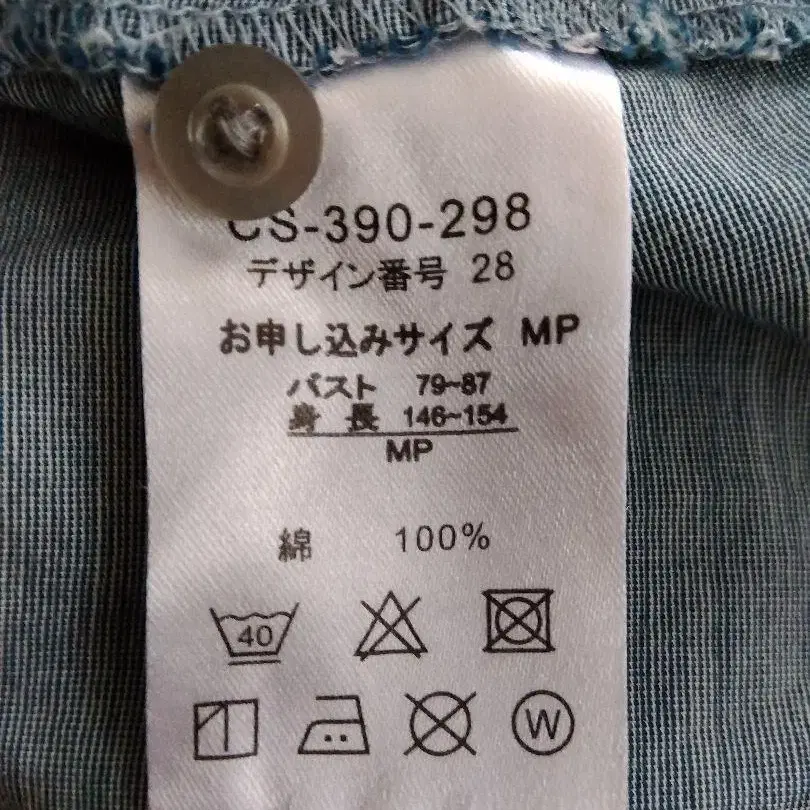 CS-390-298
デザイン番号 28
お申し込みサイズ MP
バスト 79~87
身長 146~154
MP
綿 100%
40
W